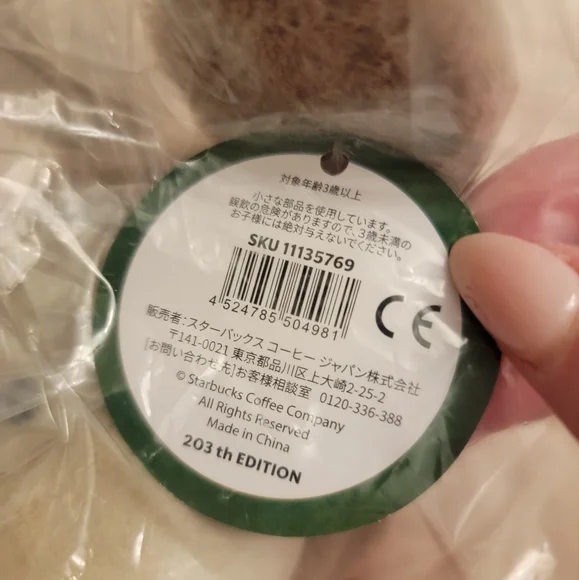 対象年齢3歳以上
小さな部品を使用しています。
誤飲の危険がありますので、3歳未満の
お子様には絶対与えないでください。
SKU 11135769
4 524785 504981
販売者:スターバックス コーヒー ジャパン株式会社
〒141-0021 東京都品川区上大崎2-25-2
[お問い合わせ先]お客様相談室 0120-336-388
CE
© Starbucks Coffee Company
All Rights Reserved
Made in China
203 th EDITION